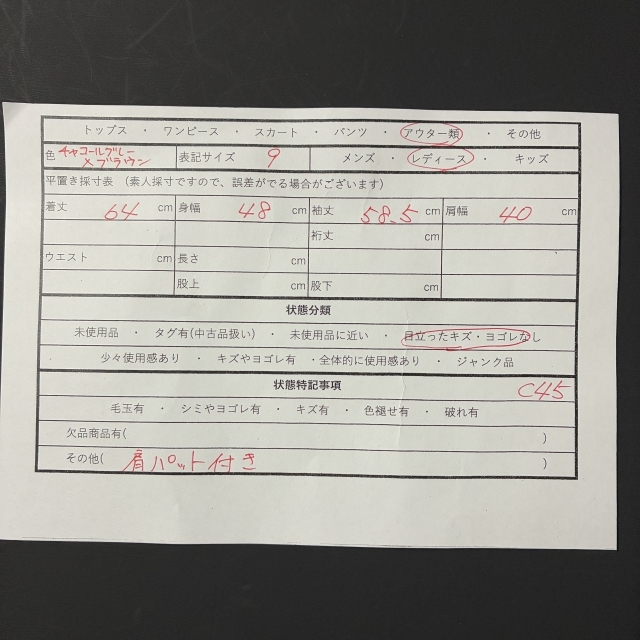 トップス ・ ワンピース ・ スカート ・ パンツ ・ アウター類 ・ その他
色 チャコールグレー×ブラウン 表記サイズ 9 メンズ ・ レディース ・ キッズ
平置き採寸表 （素人採寸ですので、誤差がでる場合がございます）
着丈 64 cm 身幅 48 cm 袖丈 58.5 cm 肩幅 40 cm
裄丈 cm
ウエスト cm 長さ cm
股上 cm 股下 cm
状態分類
未使用品 ・ タグ有(中古品扱い) ・ 未使用品に近い ・ 目立ったキズ・ヨゴレなし
少々使用感あり ・ キズやヨゴレ有 ・全体的に使用感あり ・ ジャンク品
状態特記事項 C45
毛玉有 ・ シミやヨゴレ有 ・ キズ有 ・ 色褪せ有 ・ 破れ有
欠品商品有( )
その他( 肩パット付き )